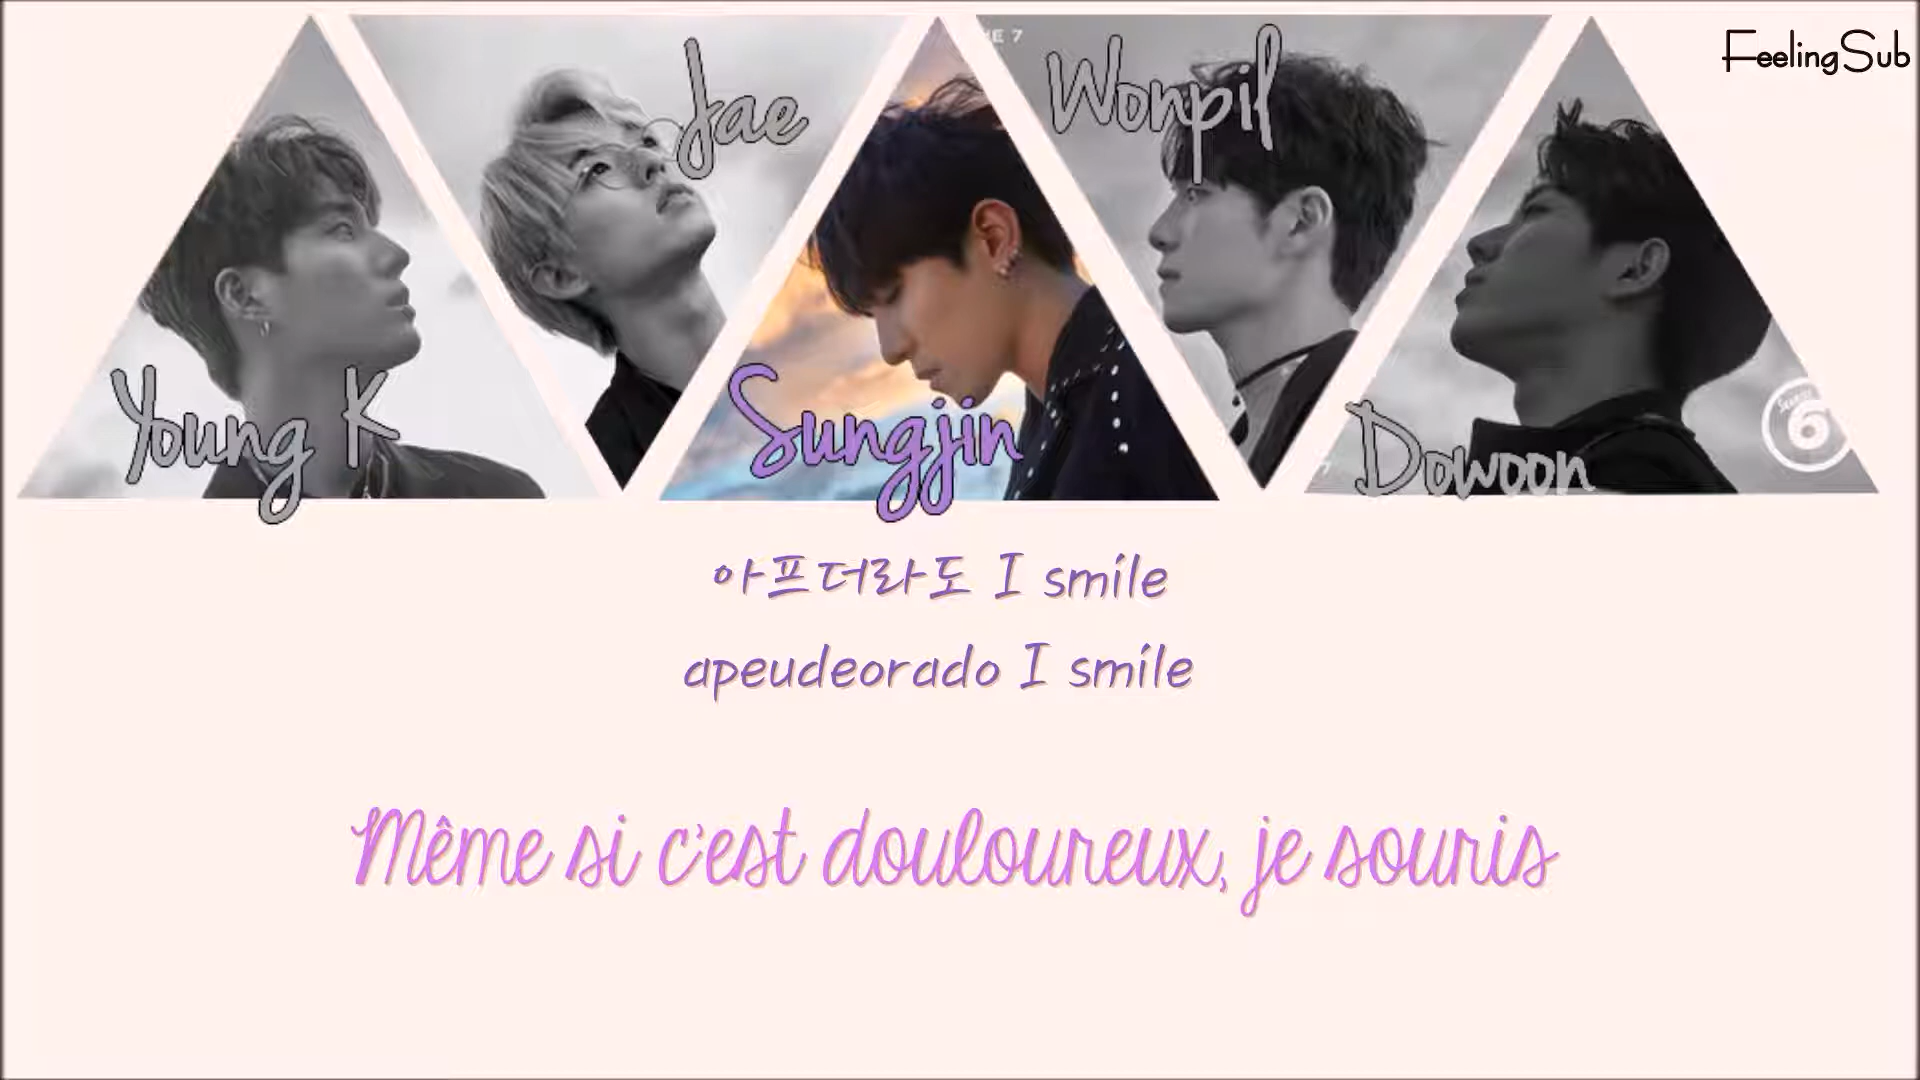 FeelingSub
Jae
Wonpil
Young K
Sungjin
Dowoon
아프더라도 I smile
apeudeorado I smile
Même si c'est douloureux, je souris